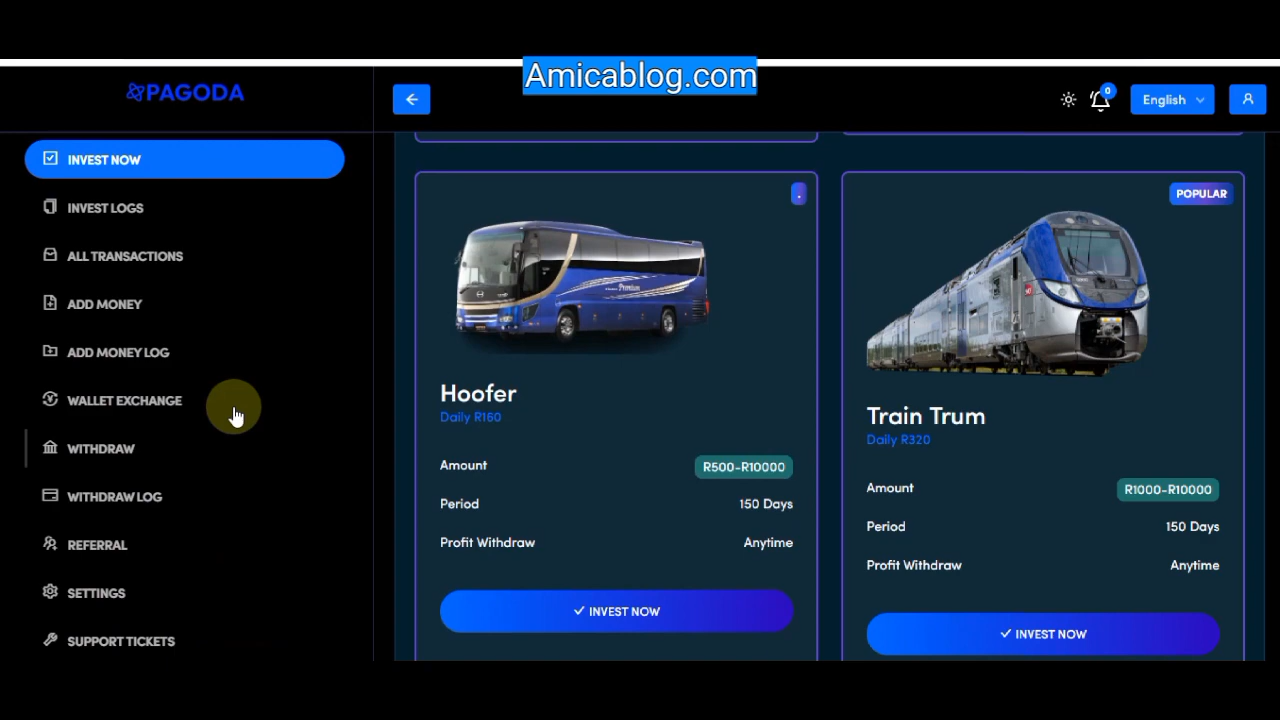 Amicablog.com
PAGODA
0
English
INVEST NOW
INVEST LOGS
ALL TRANSACTIONS
ADD MONEY
ADD MONEY LOG
WALLET EXCHANGE
WITHDRAW
WITHDRAW LOG
REFERRAL
SETTINGS
SUPPORT TICKETS
.
Hoofer
Daily R160
Amount R500-R10000
Period 150 Days
Profit Withdraw Anytime
INVEST NOW
POPULAR
Train Trum
Daily R320
Amount R1000-R10000
Period 150 Days
Profit Withdraw Anytime
INVEST NOW